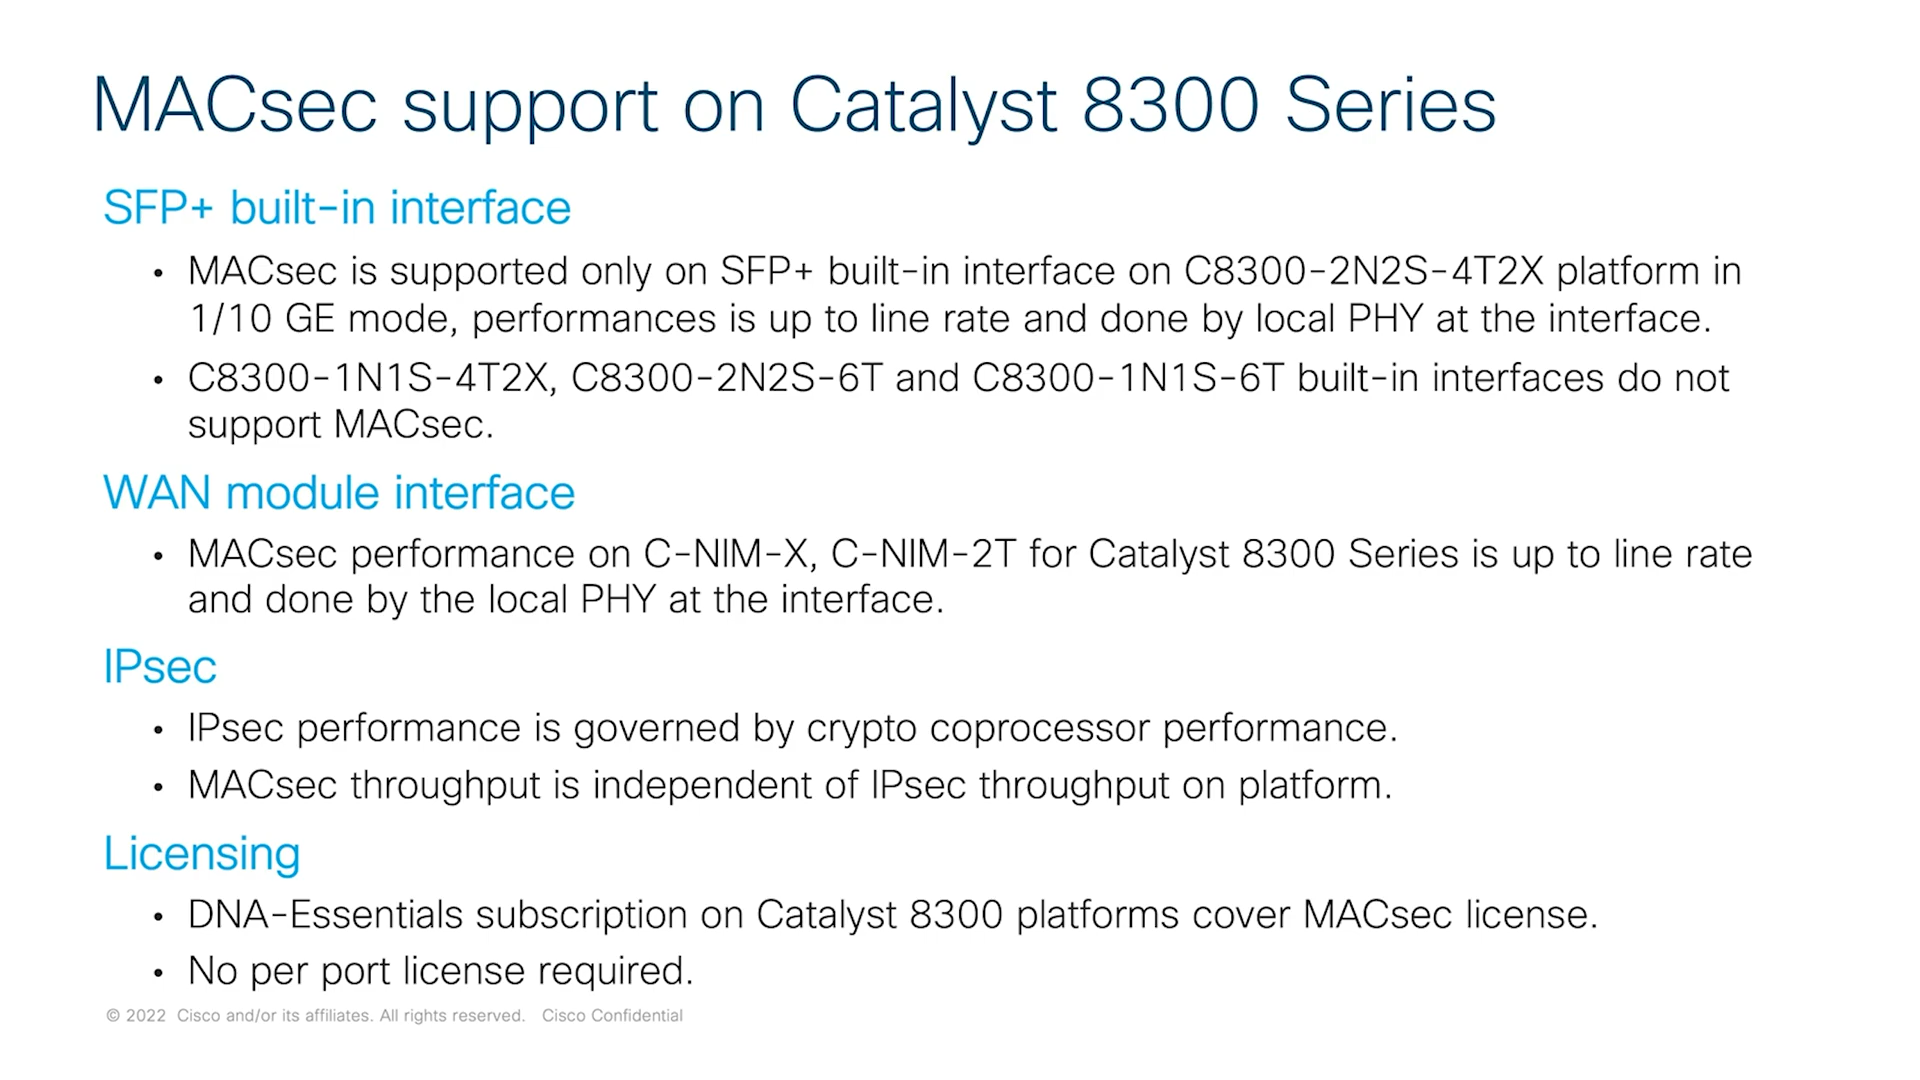 MACsec support on Catalyst 8300 Series
SFP+ built-in interface
• MACsec is supported only on SFP+ built-in interface on C8300-2N2S-4T2X platform in
1/10 GE mode, performances is up to line rate and done by local PHY at the interface.
• C8300-1N1S-4T2X, C8300-2N2S-6T and C8300-1N1S-6T built-in interfaces do not
support MACsec.
WAN module interface
• MACsec performance on C-NIM-X, C-NIM-2T for Catalyst 8300 Series is up to line rate
and done by the local PHY at the interface.
IPsec
• IPsec performance is governed by crypto coprocessor performance.
• MACsec throughput is independent of IPsec throughput on platform.
Licensing
• DNA-Essentials subscription on Catalyst 8300 platforms cover MACsec license.
• No per port license required.
© 2022 Cisco and/or its affiliates. All rights reserved. Cisco Confidential